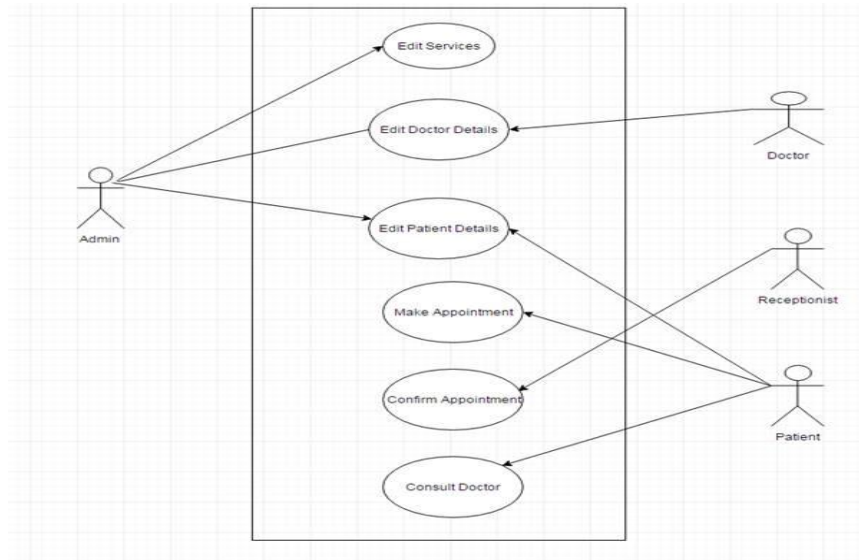 Edit Services
Edit Doctor Details
Doctor
Admin
Edit Patient Details
Receptionist
Make Appointment
Confirm Appointment
Patient
Consult Doctor